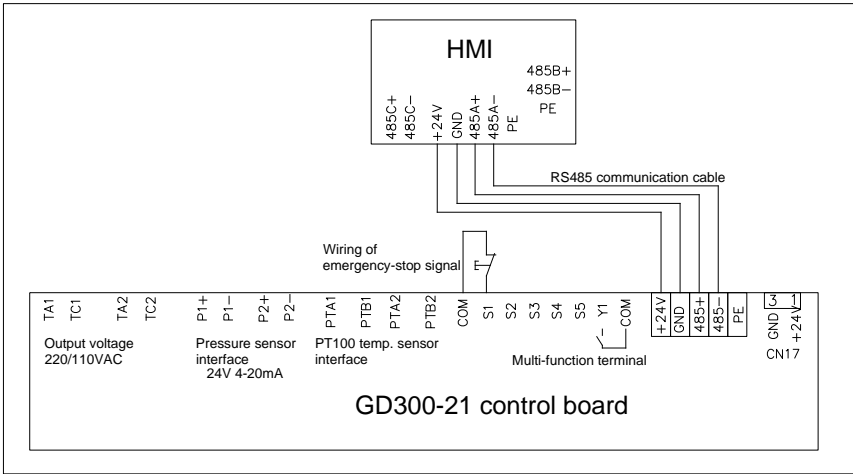 HMI
485B+
485B−
PE
485C+
485C−
+24V
GND
485A+
485A−
PE
RS485 communication cable
Wiring of
emergency-stop signal
TA1
TC1
TA2
TC2
P1+
P1−
P2+
P2−
PTA1
PTB1
PTA2
PTB2
COM
S1
S2
S3
S4
S5
Y1
COM
+24V
GND
485+
485−
PE
3
1
GND
+24V
CN17
Output voltage
220/110VAC
Pressure sensor
interface
24V 4-20mA
PT100 temp. sensor
interface
Multi-function terminal
GD300-21 control board